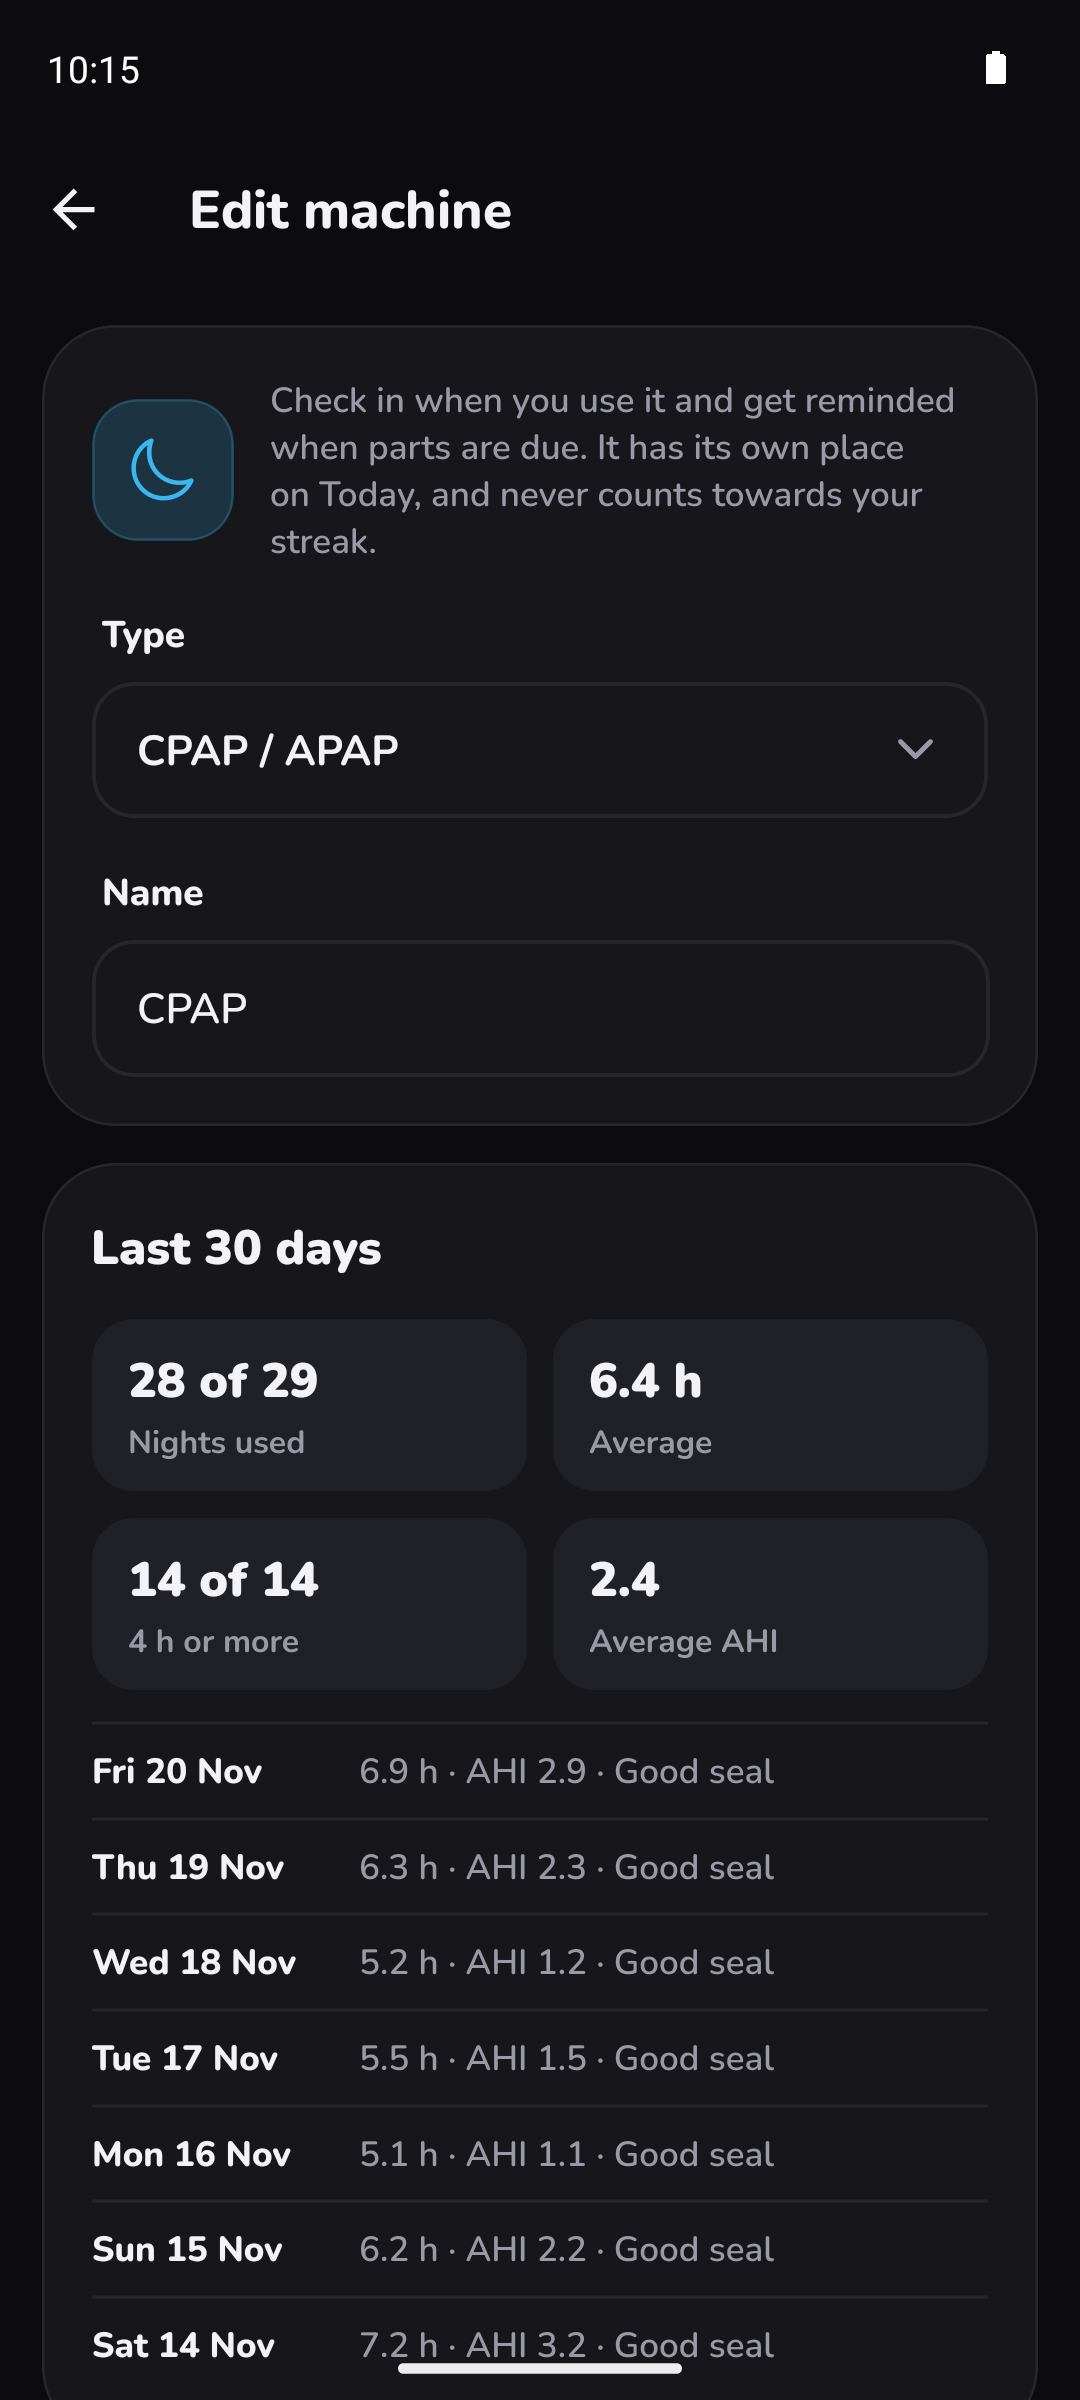 10:15
Edit machine
Check in when you use it and get reminded
when parts are due. It has its own place
on Today, and never counts towards your
streak.
Type
CPAP / APAP
Name
CPAP
Last 30 days
28 of 29
Nights used
6.4 h
Average
14 of 14
4 h or more
2.4
Average AHI
Fri 20 Nov 6.9 h · AHI 2.9 · Good seal
Thu 19 Nov 6.3 h · AHI 2.3 · Good seal
Wed 18 Nov 5.2 h · AHI 1.2 · Good seal
Tue 17 Nov 5.5 h · AHI 1.5 · Good seal
Mon 16 Nov 5.1 h · AHI 1.1 · Good seal
Sun 15 Nov 6.2 h · AHI 2.2 · Good seal
Sat 14 Nov 7.2 h · AHI 3.2 · Good seal